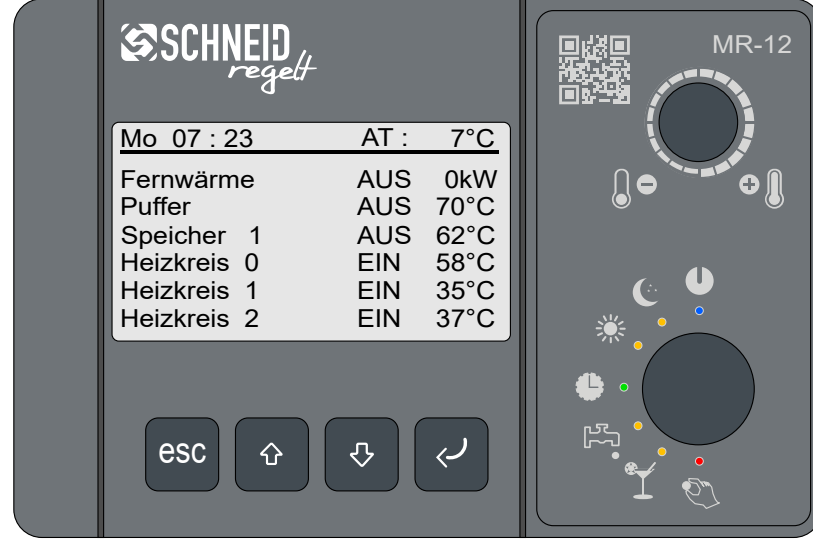 SCHNEID
regelt
MR-12
Mo 07 : 23 AT : 7°C
Fernwärme AUS 0kW
Puffer AUS 70°C
Speicher 1 AUS 62°C
Heizkreis 0 EIN 58°C
Heizkreis 1 EIN 35°C
Heizkreis 2 EIN 37°C
esc